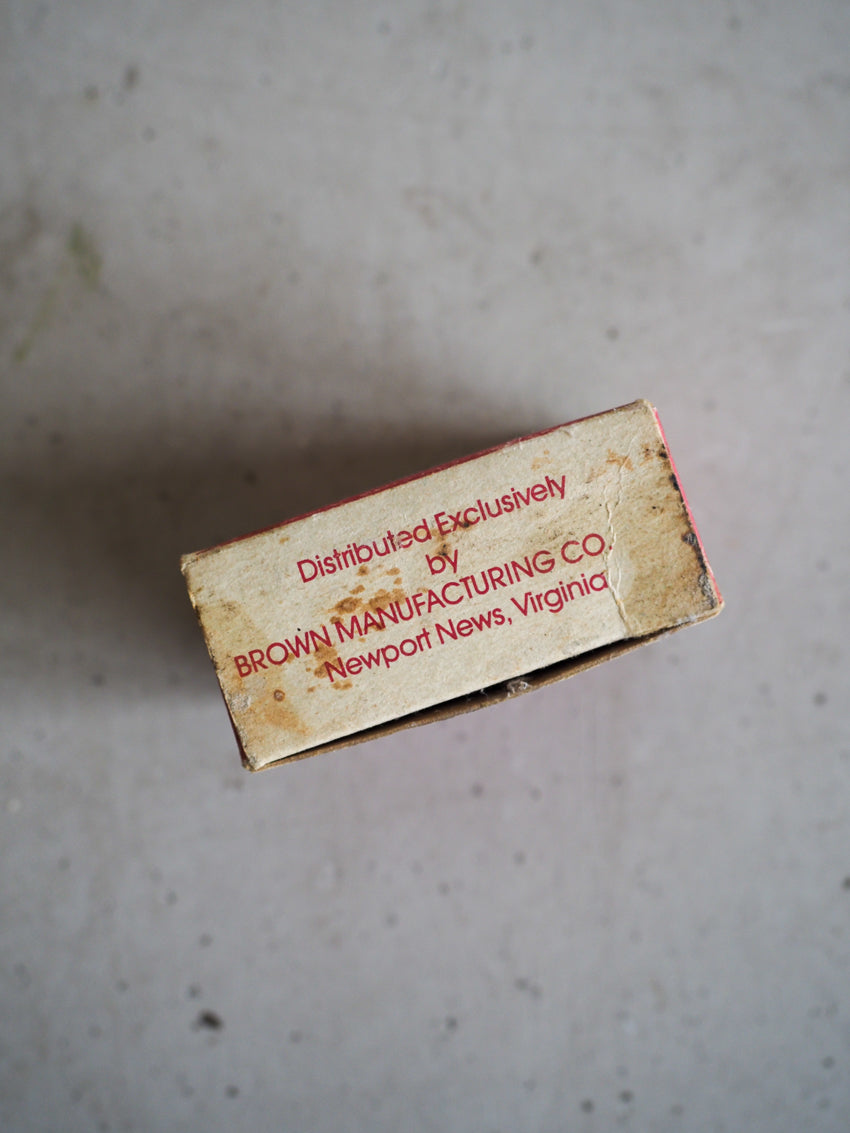 Distributed Exclusively
by
BROWN MANUFACTURING CO
Newport News, Virginia